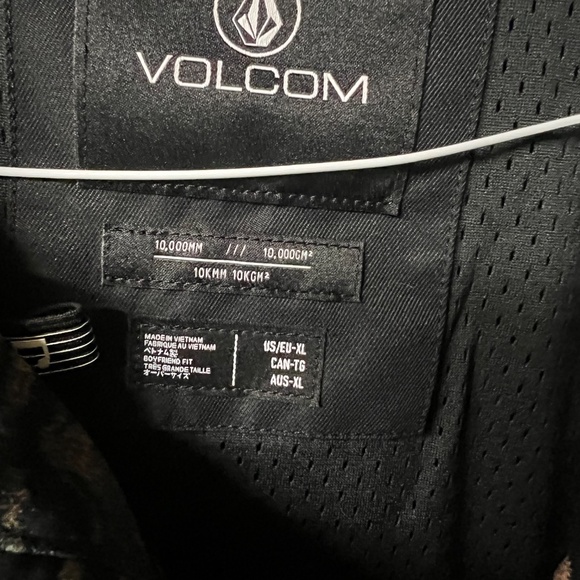 VOLCOM
10,000MM /// 10,000GM²
10KMM 10KGM²
MADE IN VIETNAM
FABRIQUE AU VIETNAM
ベトナム製
BOYFRIEND FIT
TRÈS GRANDE TAILLE
オーバーサイズ
US/EU-XL
CAN-TG
AUS-XL